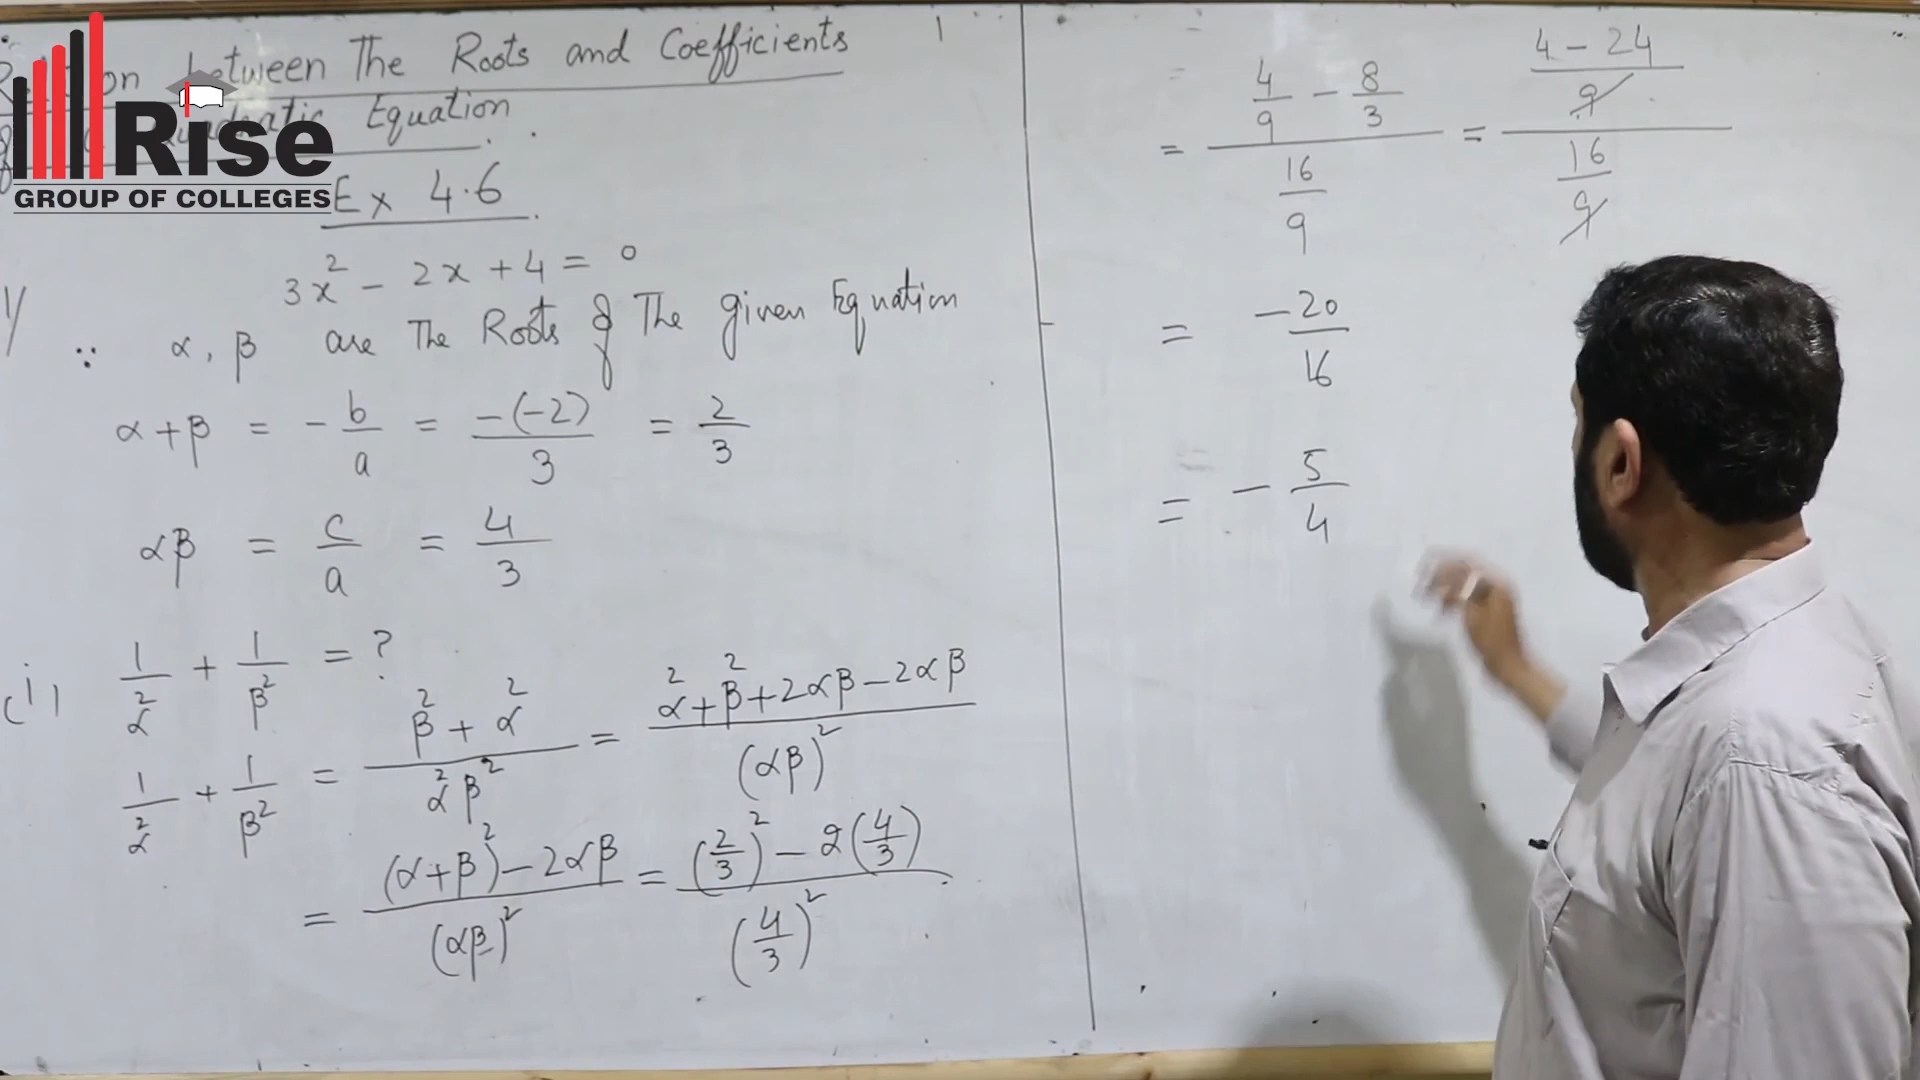 between The Roots and Coefficients
Equation
Rise
GROUP OF COLLEGES
Ex 4.6
1) 3x² - 2x + 4 = 0
∵ α, β are The Roots of The given Equation
α + β = - b/a = -(-2)/3 = 2/3
αβ = c/a = 4/3
(i) 1/α² + 1/β² = ?
1/α² + 1/β² = (β² + α²)/(α²β²) = (α² + β² + 2αβ - 2αβ)/(αβ)²
= ((α+β)² - 2αβ)/(αβ)² = ((2/3)² - 2(4/3))/(4/3)²
= (4/9 - 8/3)/(16/9) = ((4 - 24)/9)/(16/9)
= -20/16
= - 5/4